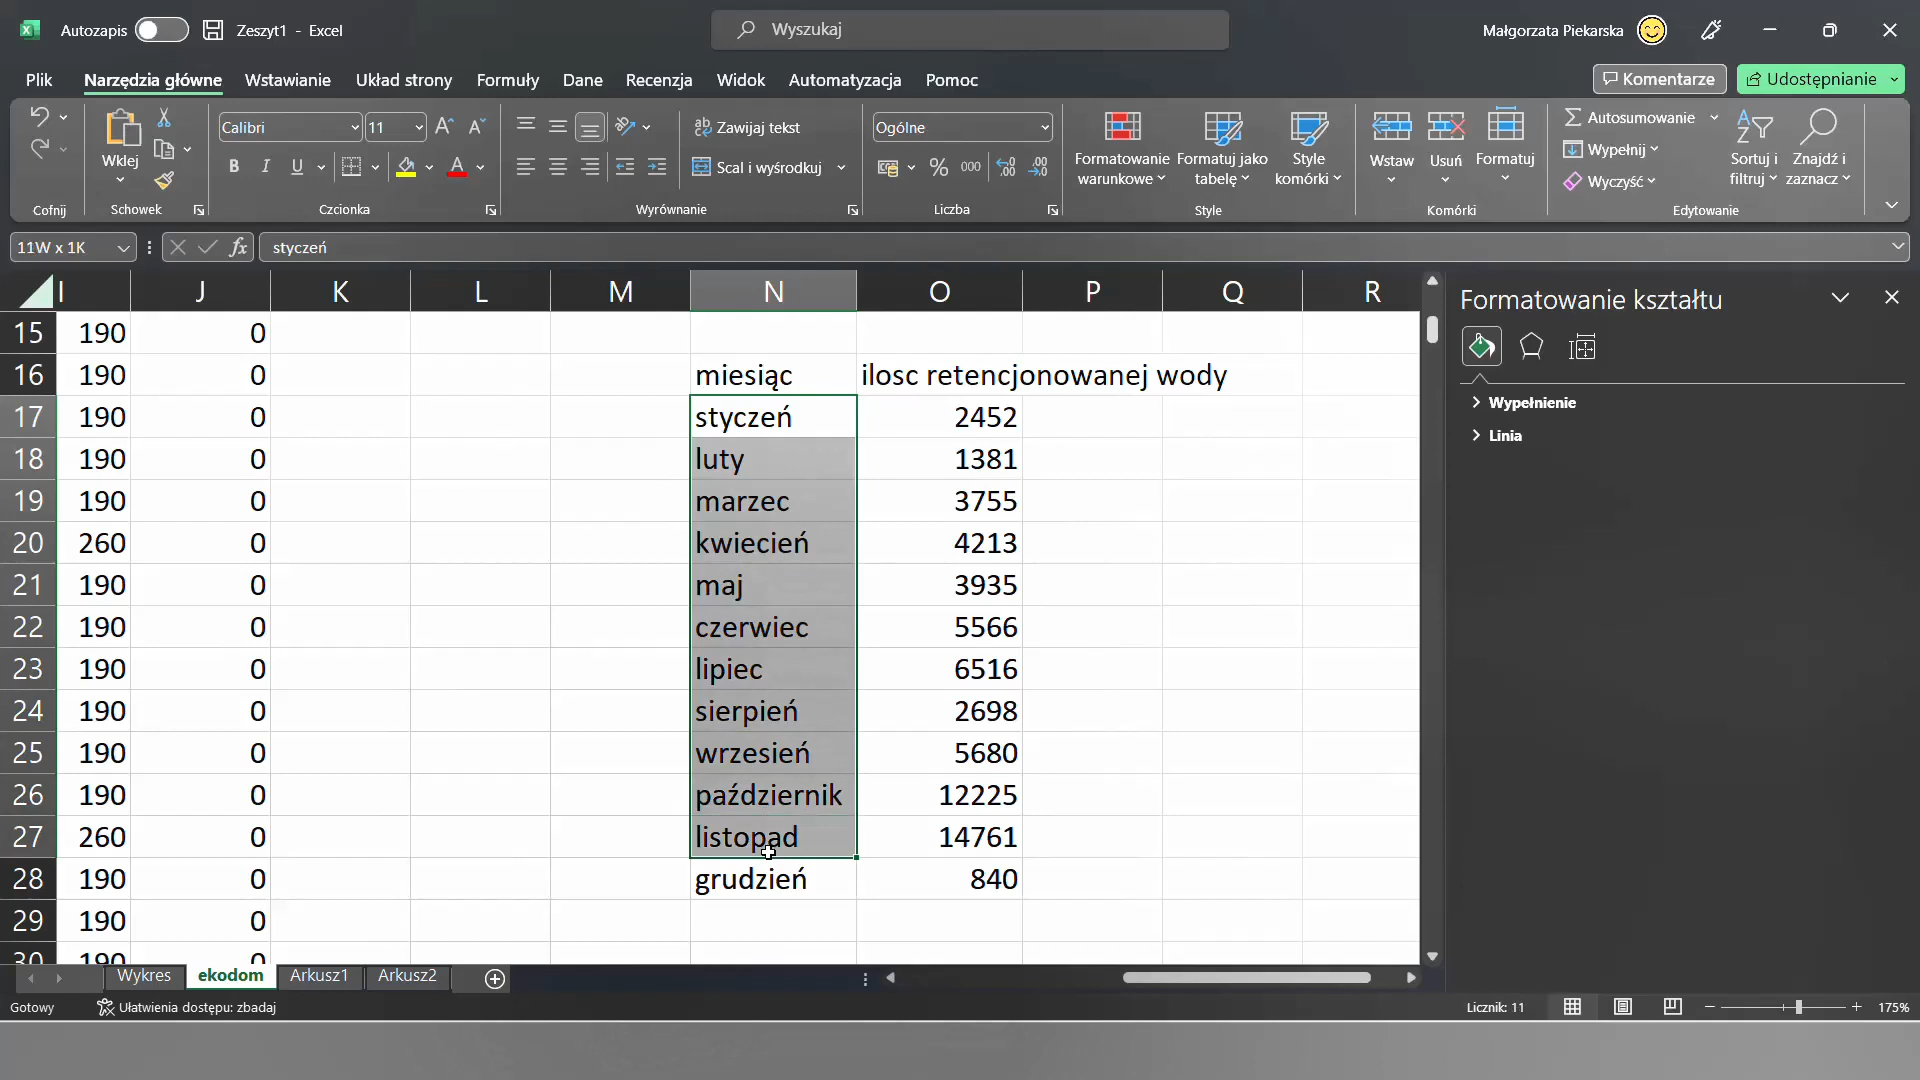 Autozapis Zeszyt1 - Excel Wyszukaj Małgorzata Piekarska
Plik Narzędzia główne Wstawianie Układ strony Formuły Dane Recenzja Widok Automatyzacja Pomoc Komentarze Udostępnianie
Wklej Calibri 11 Zawijaj tekst Ogólne Formatowanie warunkowe Formatuj jako tabelę Style komórki Wstaw Usuń Formatuj Autosumowanie Wypełnij Wyczyść Sortuj i filtruj Znajdź i zaznacz
B I U A Scal i wyśrodkuj % 000
Cofnij Schowek Czcionka Wyrównanie Liczba Style Komórki Edytowanie
11W x 1K fx styczeń
I J K L M N O P Q R
15 190 0
16 190 0 miesiąc ilosc retencjonowanej wody
17 190 0 styczeń 2452
18 190 0 luty 1381
19 190 0 marzec 3755
20 260 0 kwiecień 4213
21 190 0 maj 3935
22 190 0 czerwiec 5566
23 190 0 lipiec 6516
24 190 0 sierpień 2698
25 190 0 wrzesień 5680
26 190 0 październik 12225
27 260 0 listopad 14761
28 190 0 grudzień 840
29 190 0
30 190 0
Formatowanie kształtu
Wypełnienie
Linia
Wykres ekodom Arkusz1 Arkusz2
Gotowy Ułatwienia dostępu: zbadaj Licznik: 11 175%